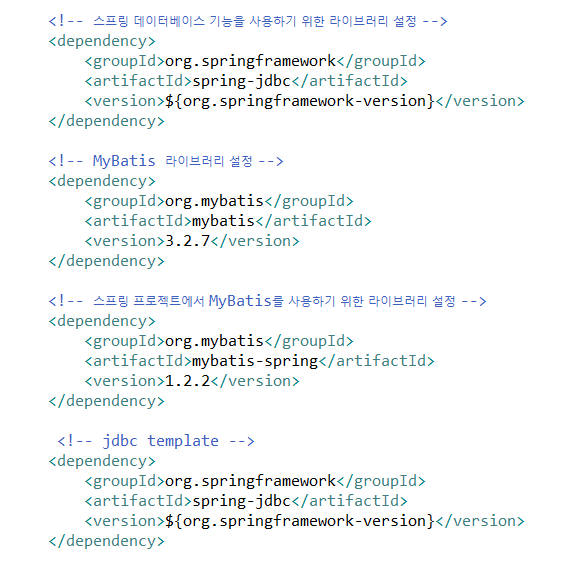 <!-- 스프링 데이터베이스 기능을 사용하기 위한 라이브러리 설정 -->
<dependency>
    <groupId>org.springframework</groupId>
    <artifactId>spring-jdbc</artifactId>
    <version>${org.springframework-version}</version>
</dependency>

<!-- MyBatis 라이브러리 설정 -->
<dependency>
    <groupId>org.mybatis</groupId>
    <artifactId>mybatis</artifactId>
    <version>3.2.7</version>
</dependency>

<!-- 스프링 프로젝트에서 MyBatis를 사용하기 위한 라이브러리 설정 -->
<dependency>
    <groupId>org.mybatis</groupId>
    <artifactId>mybatis-spring</artifactId>
    <version>1.2.2</version>
</dependency>

 <!-- jdbc template -->
<dependency>
    <groupId>org.springframework</groupId>
    <artifactId>spring-jdbc</artifactId>
    <version>${org.springframework-version}</version>
</dependency>